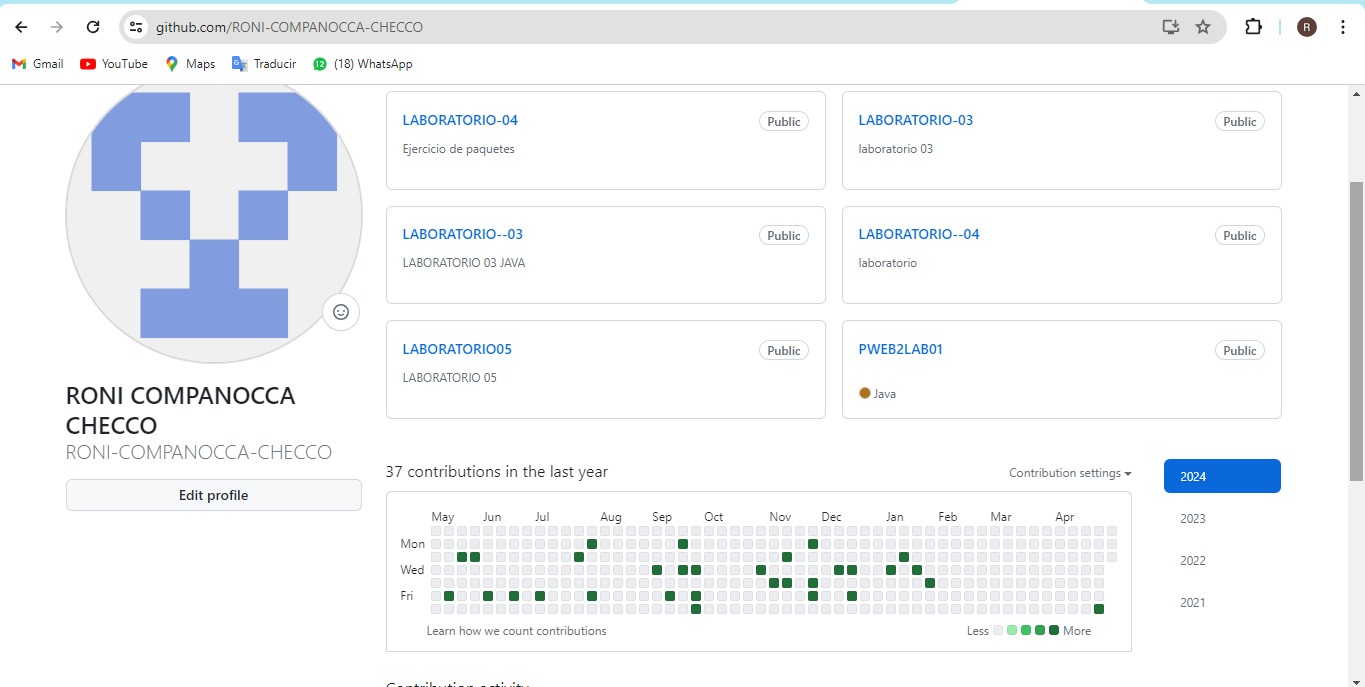 github.com/RONI-COMPANOCCA-CHECCO
R
Gmail
YouTube
Maps
Traducir
12
(18) WhatsApp
LABORATORIO-04
Public
Ejercicio de paquetes
LABORATORIO-03
Public
laboratorio 03
LABORATORIO--03
Public
LABORATORIO 03 JAVA
LABORATORIO--04
Public
laboratorio
LABORATORIO05
Public
LABORATORIO 05
PWEB2LAB01
Public
Java
RONI COMPANOCCA
CHECCO
RONI-COMPANOCCA-CHECCO
Edit profile
37 contributions in the last year
Contribution settings
2024
2023
2022
2021
May Jun Jul Aug Sep Oct Nov Dec Jan Feb Mar Apr
Mon
Wed
Fri
Learn how we count contributions
Less
More
Contribution activity